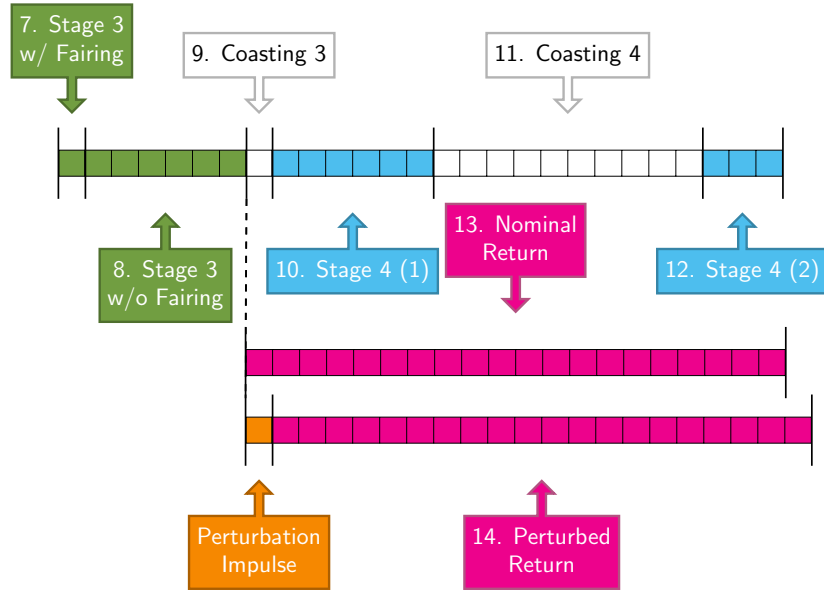 7. Stage 3
w/ Fairing
9. Coasting 3
11. Coasting 4
8. Stage 3
w/o Fairing
10. Stage 4 (1)
13. Nominal
Return
12. Stage 4 (2)
Perturbation
Impulse
14. Perturbed
Return